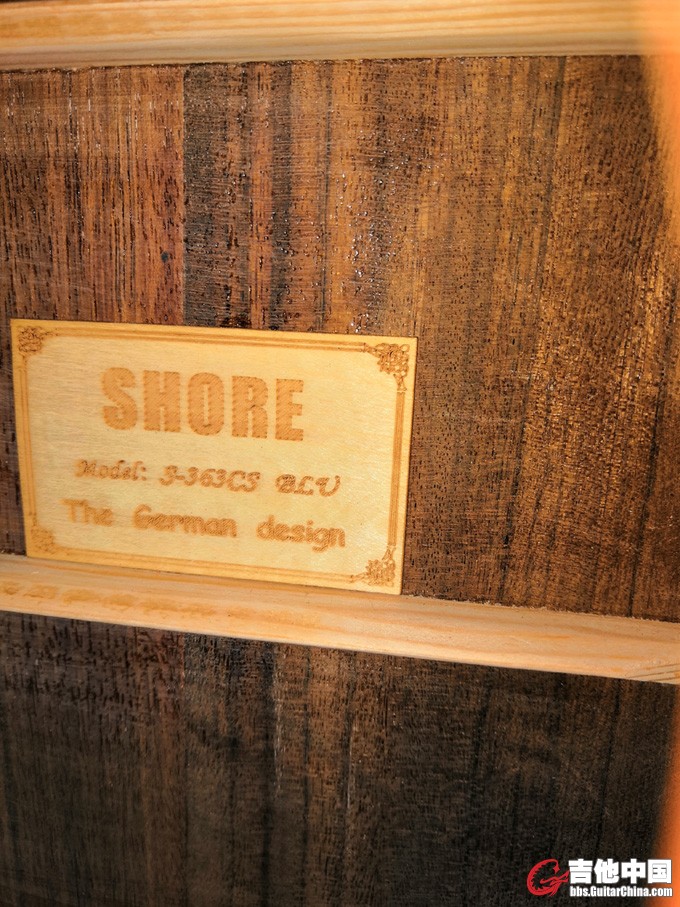 SHORE
Model: S-363CS BLU
The German design
吉他中国
bbs.GuitarChina.com